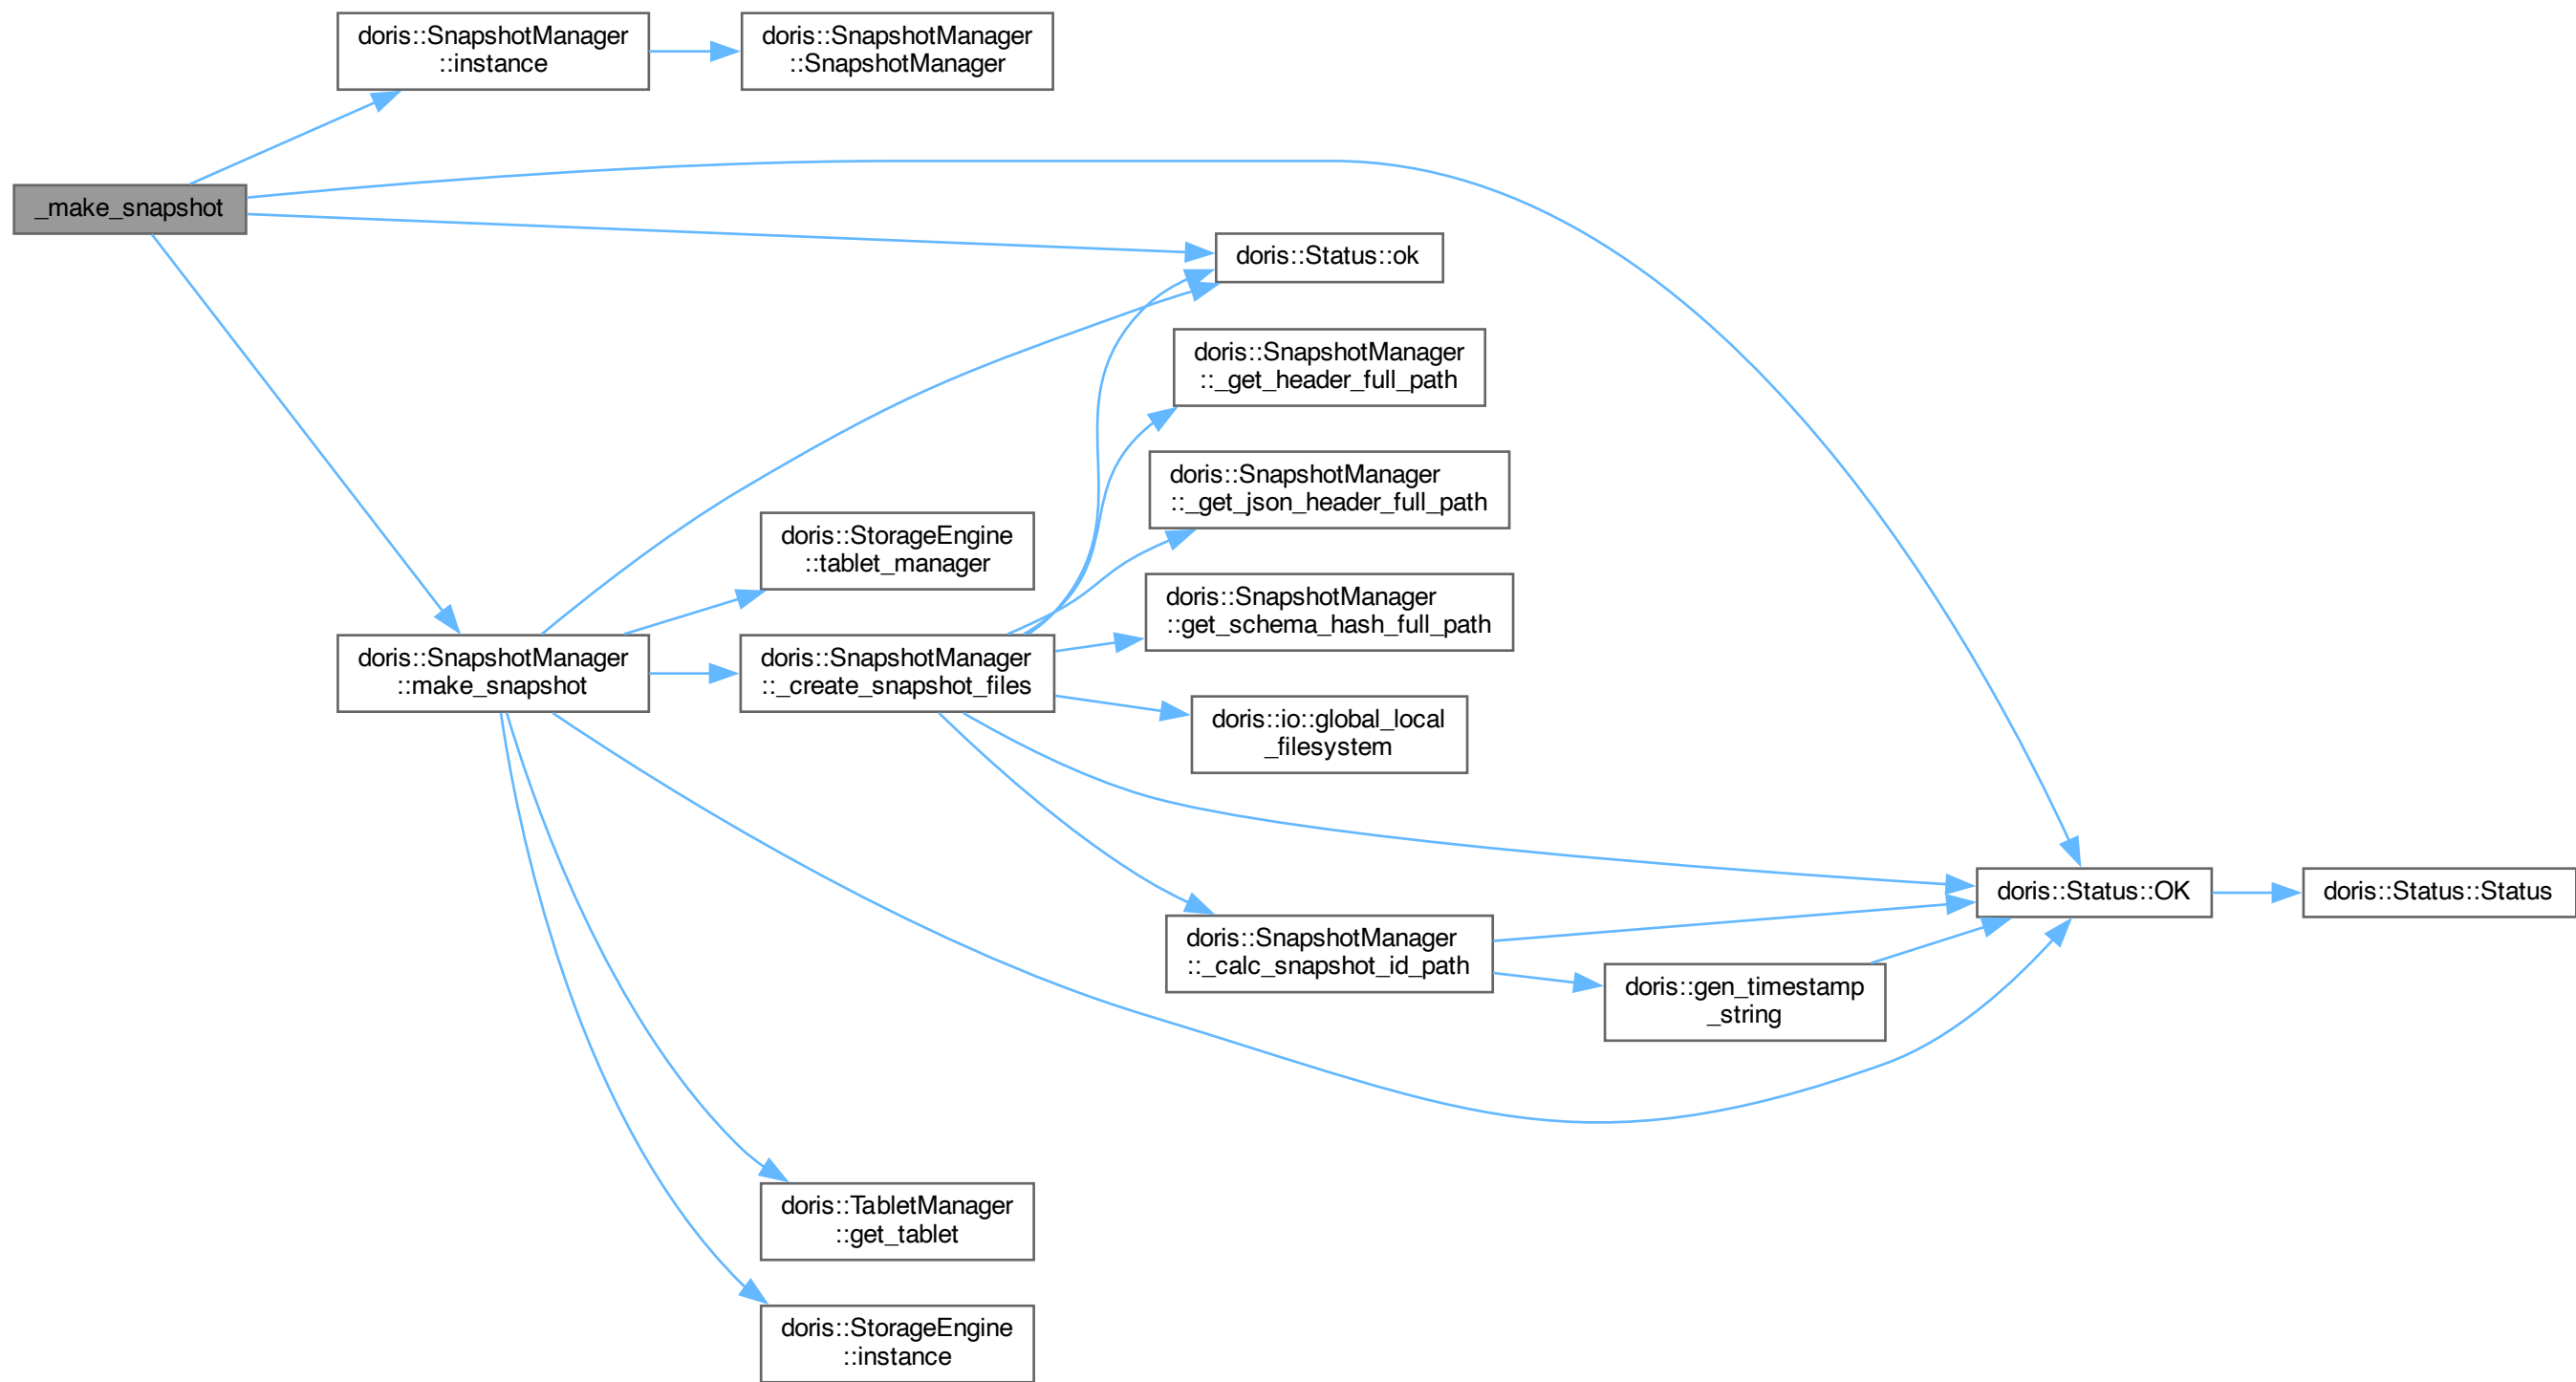 doris::SnapshotManager
::instance
doris::SnapshotManager
::SnapshotManager
_make_snapshot
doris::Status::ok
doris::SnapshotManager
::_get_header_full_path
doris::SnapshotManager
::_get_json_header_full_path
doris::StorageEngine
::tablet_manager
doris::SnapshotManager
::get_schema_hash_full_path
doris::SnapshotManager
::make_snapshot
doris::SnapshotManager
::_create_snapshot_files
doris::io::global_local
_filesystem
doris::Status::OK
doris::Status::Status
doris::SnapshotManager
::_calc_snapshot_id_path
doris::gen_timestamp
_string
doris::TabletManager
::get_tablet
doris::StorageEngine
::instance